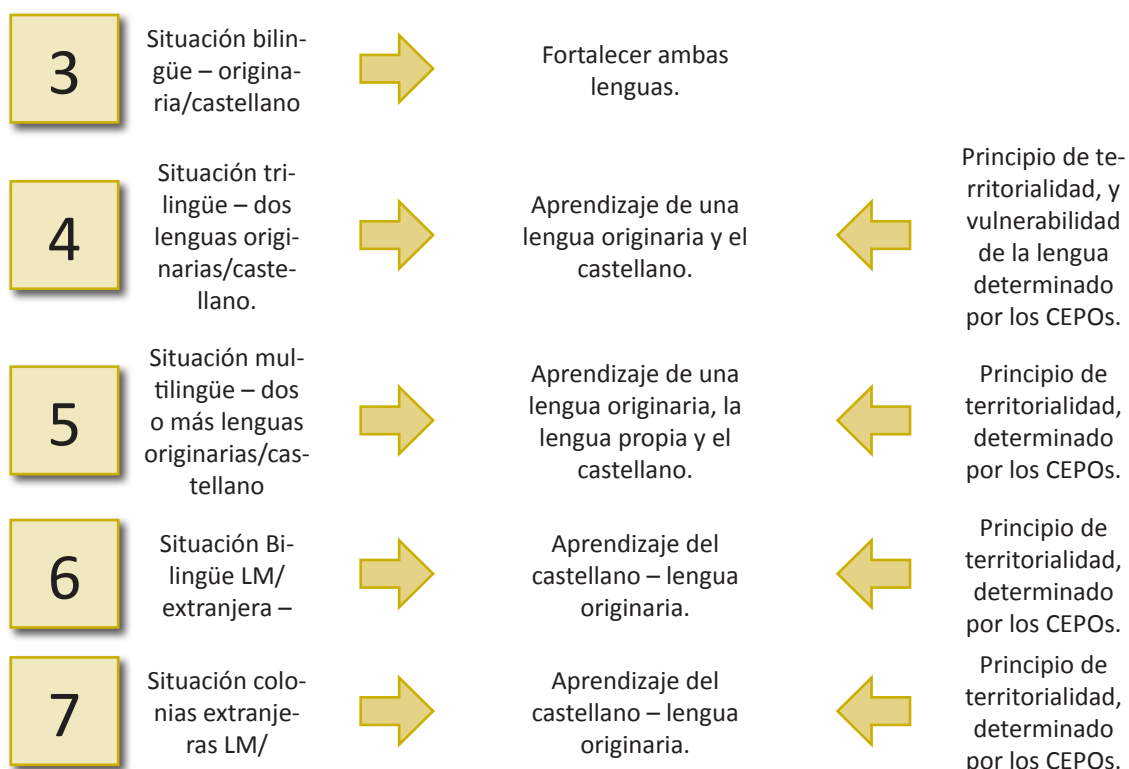 3
Situación bilin-
güe – origina-
ria/castellano
Fortalecer ambas
lenguas.
4
Situación tri-
lingüe – dos
lenguas origi-
narias/caste-
llano.
Aprendizaje de una
lengua originaria y el
castellano.
Principio de te-
rritorialidad, y
vulnerabilidad
de la lengua
determinado
por los CEPOs.
5
Situación mul-
tilingüe – dos
o más lenguas
originarias/cas-
tellano
Aprendizaje de una
lengua originaria, la
lengua propia y el
castellano.
Principio de
territorialidad,
determinado
por los CEPOs.
6
Situación Bi-
lingüe LM/
extranjera –
Aprendizaje del
castellano – lengua
originaria.
Principio de
territorialidad,
determinado
por los CEPOs.
7
Situación colo-
nias extranje-
ras LM/
Aprendizaje del
castellano – lengua
originaria.
Principio de
territorialidad,
determinado
por los CEPOs.